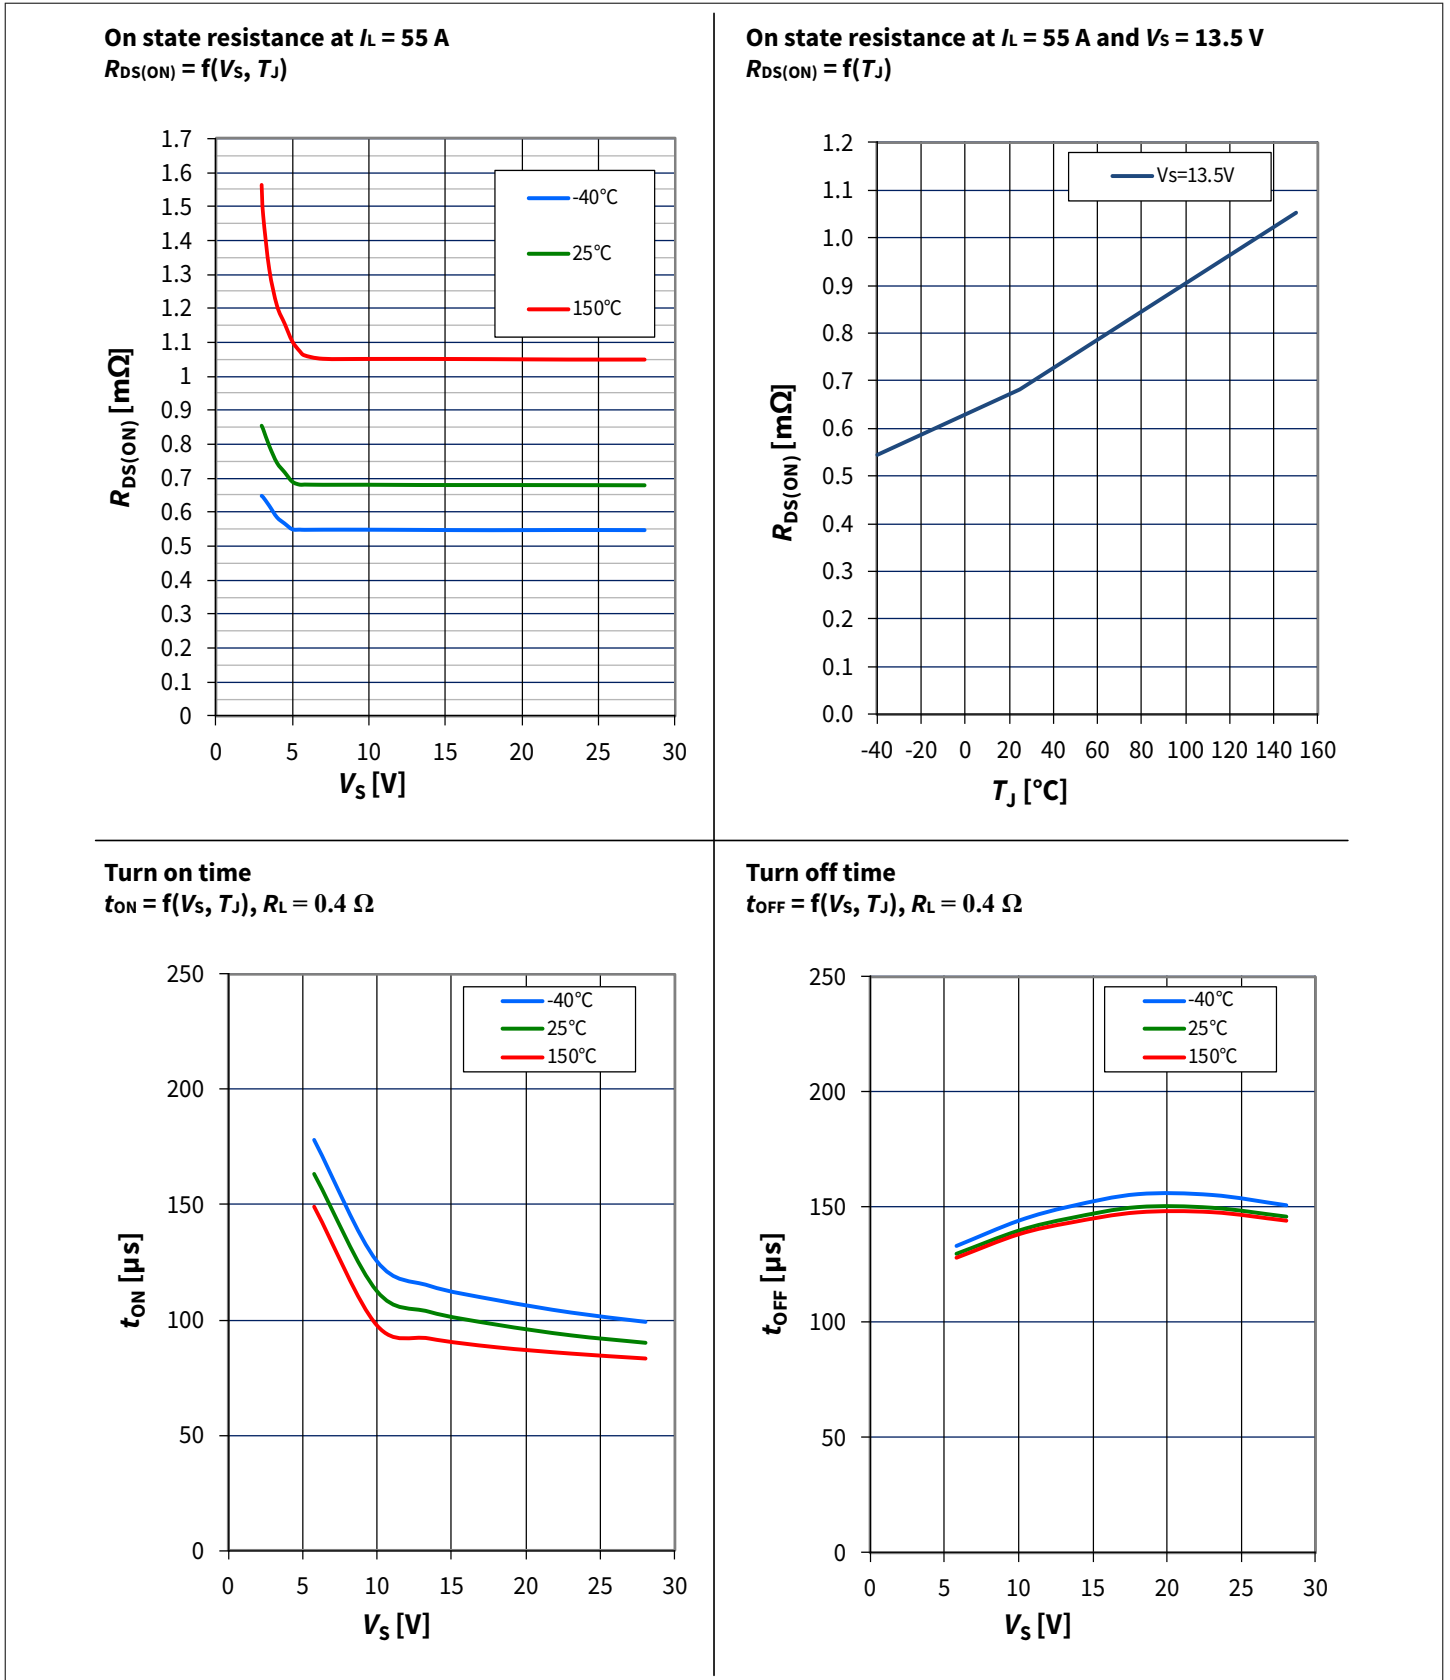 On state resistance at IL = 55 A
RDS(ON) = f(VS, TJ)
1.7
1.6
1.5
1.4
1.3
1.2
1.1
1
0.9
0.8
0.7
0.6
0.5
0.4
0.3
0.2
0.1
0
RDS(ON) [mΩ]
-40°C
25°C
150°C
0 5 10 15 20 25 30
VS [V]
On state resistance at IL = 55 A and VS = 13.5 V
RDS(ON) = f(TJ)
1.2
1.1
1.0
0.9
0.8
0.7
0.6
0.5
0.4
0.3
0.2
0.1
0.0
RDS(ON) [mΩ]
Vs=13.5V
-40 -20 0 20 40 60 80 100 120 140 160
TJ [°C]
Turn on time
tON = f(VS, TJ), RL = 0.4 Ω
250
200
150
100
50
0
tON [µs]
-40°C
25°C
150°C
0 5 10 15 20 25 30
VS [V]
Turn off time
tOFF = f(VS, TJ), RL = 0.4 Ω
250
200
150
100
50
0
tOFF [µs]
-40°C
25°C
150°C
0 5 10 15 20 25 30
VS [V]